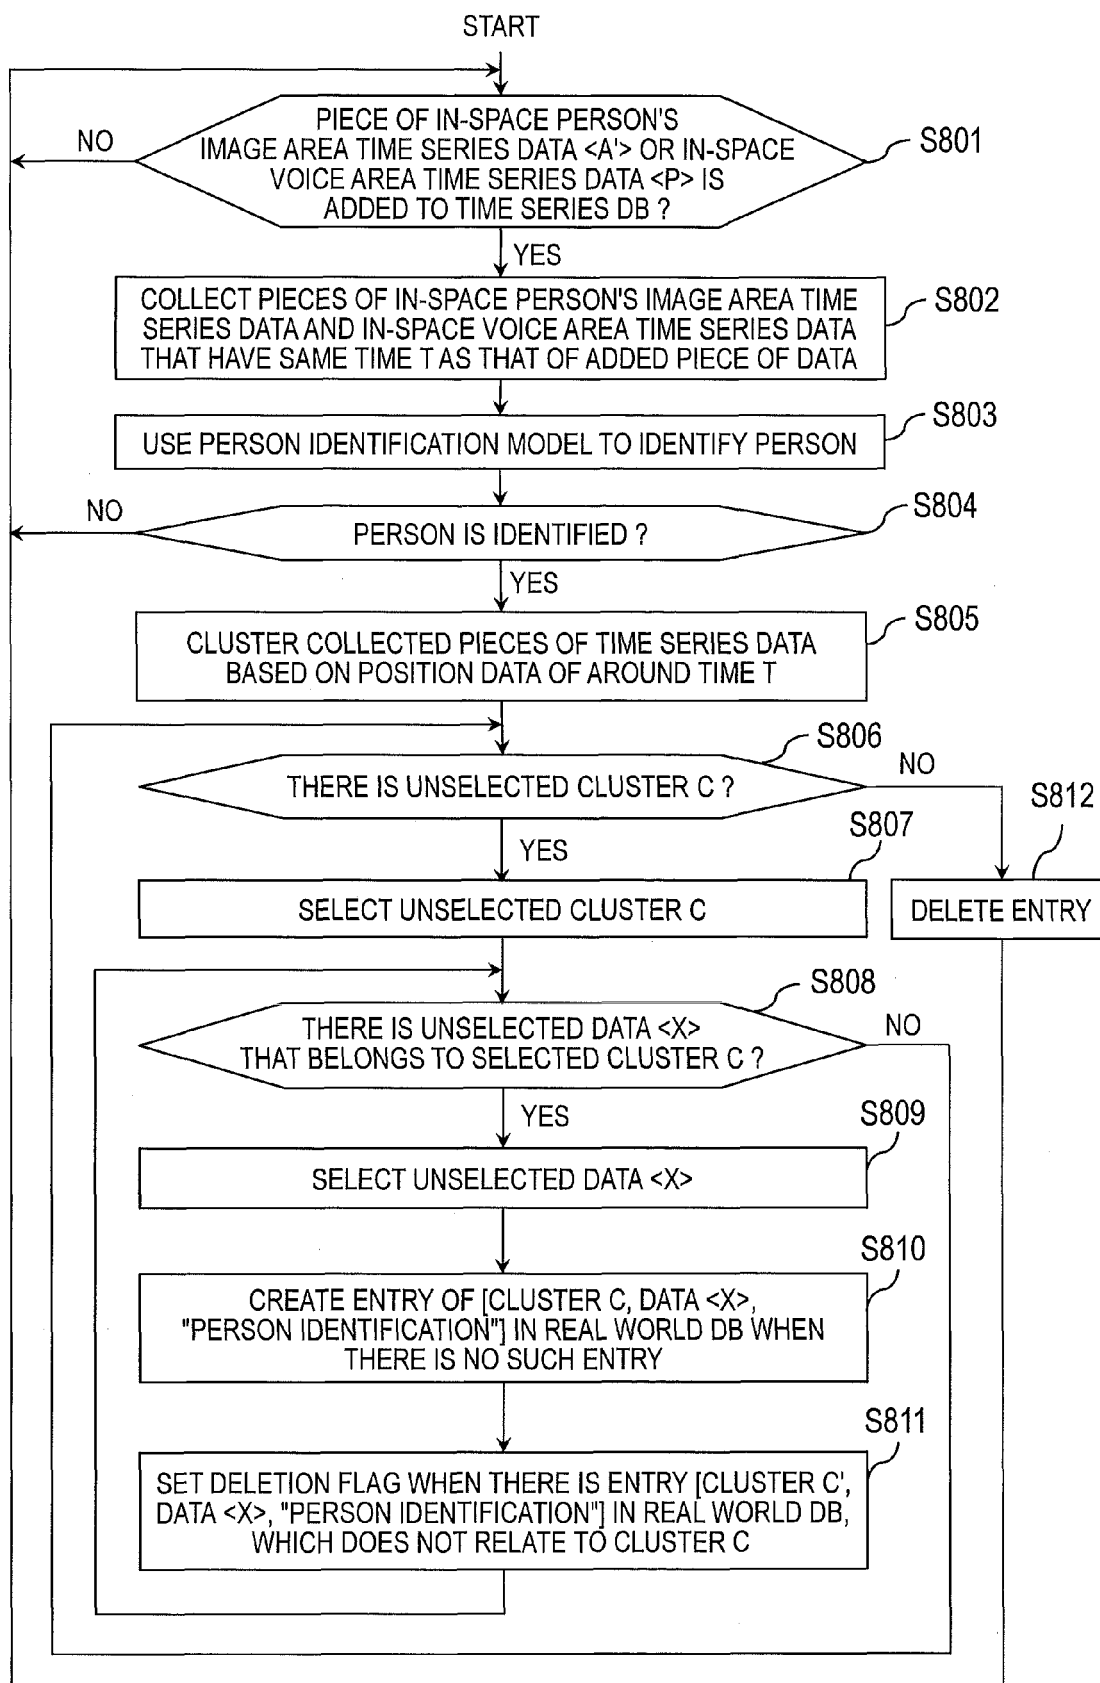 START
PIECE OF IN-SPACE PERSON'S
IMAGE AREA TIME SERIES DATA <A'> OR IN-SPACE
VOICE AREA TIME SERIES DATA <P> IS
ADDED TO TIME SERIES DB ?
NO
S801
YES
COLLECT PIECES OF IN-SPACE PERSON'S IMAGE AREA TIME
SERIES DATA AND IN-SPACE VOICE AREA TIME SERIES DATA
THAT HAVE SAME TIME T AS THAT OF ADDED PIECE OF DATA
S802
USE PERSON IDENTIFICATION MODEL TO IDENTIFY PERSON
S803
NO
PERSON IS IDENTIFIED ?
S804
YES
CLUSTER COLLECTED PIECES OF TIME SERIES DATA
BASED ON POSITION DATA OF AROUND TIME T
S805
THERE IS UNSELECTED CLUSTER C ?
S806
NO
YES
SELECT UNSELECTED CLUSTER C
S807
S812
DELETE ENTRY
THERE IS UNSELECTED DATA <X>
THAT BELONGS TO SELECTED CLUSTER C ?
S808
NO
YES
SELECT UNSELECTED DATA <X>
S809
CREATE ENTRY OF [CLUSTER C, DATA <X>,
"PERSON IDENTIFICATION"] IN REAL WORLD DB WHEN
THERE IS NO SUCH ENTRY
S810
SET DELETION FLAG WHEN THERE IS ENTRY [CLUSTER C',
DATA <X>, "PERSON IDENTIFICATION"] IN REAL WORLD DB,
WHICH DOES NOT RELATE TO CLUSTER C
S811